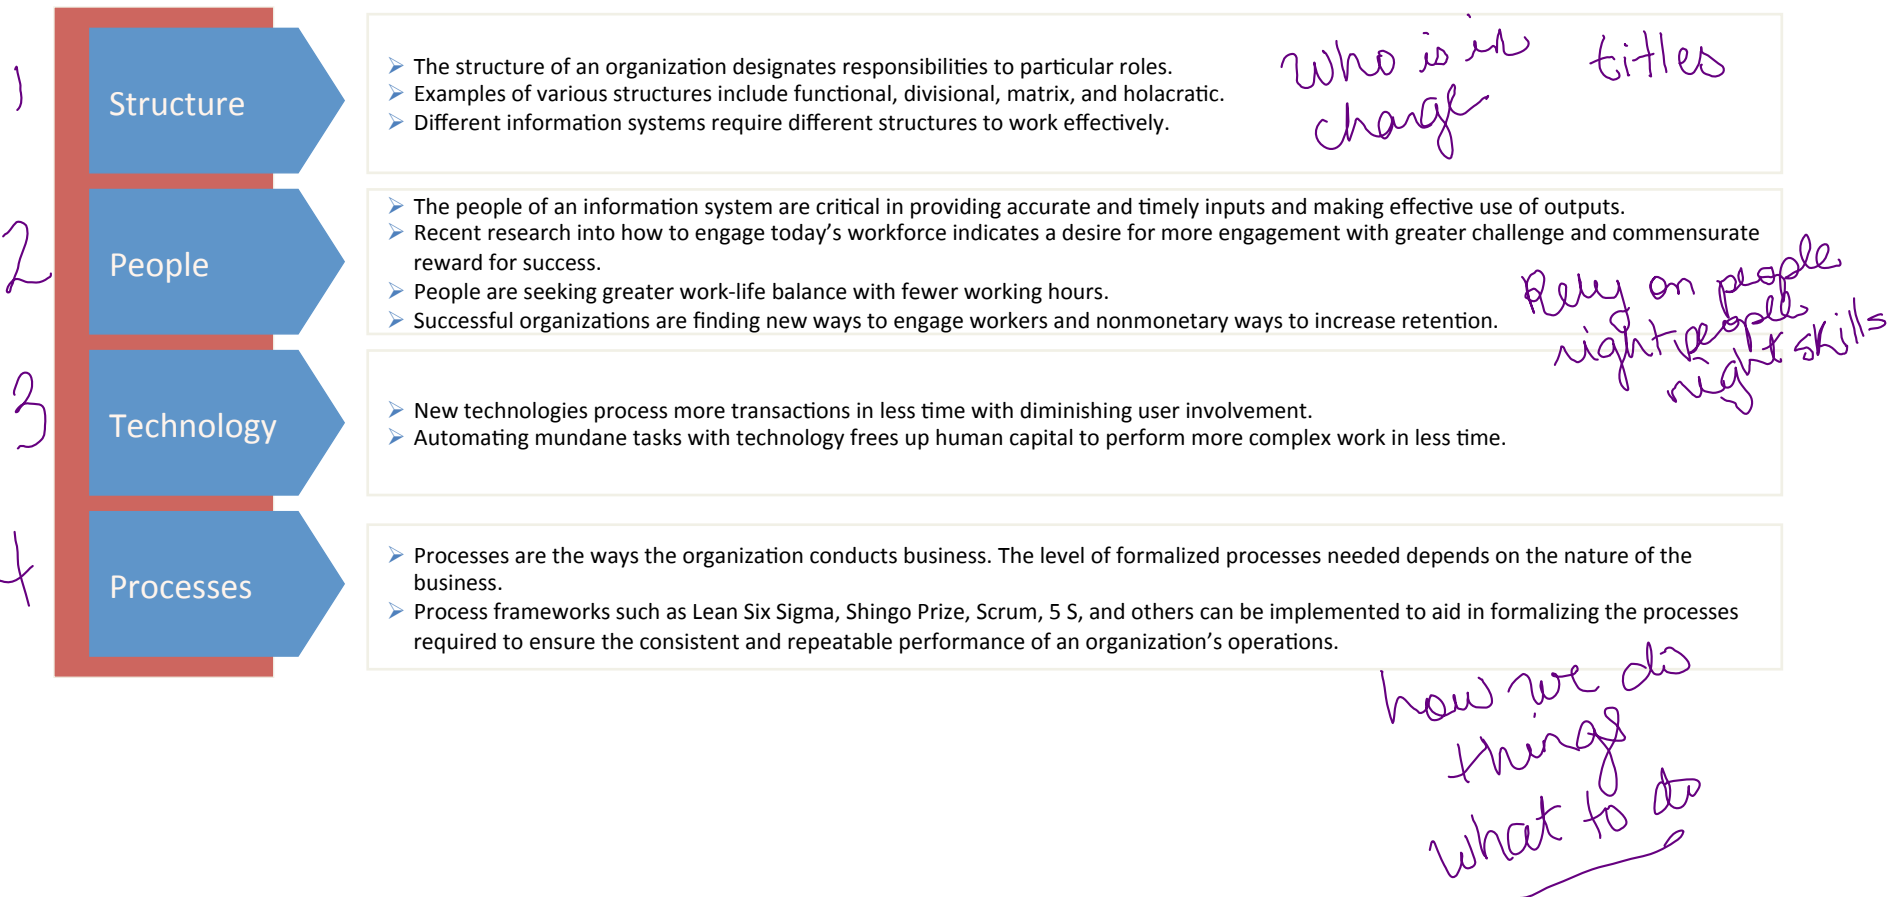 1
Structure
➢ The structure of an organization designates responsibilities to particular roles.
➢ Examples of various structures include functional, divisional, matrix, and holacratic.
➢ Different information systems require different structures to work effectively.
Who is in
charge
titles
2
People
➢ The people of an information system are critical in providing accurate and timely inputs and making effective use of outputs.
➢ Recent research into how to engage today's workforce indicates a desire for more engagement with greater challenge and commensurate
reward for success.
➢ People are seeking greater work-life balance with fewer working hours.
➢ Successful organizations are finding new ways to engage workers and nonmonetary ways to increase retention.
Rely on people
right people
right skills
3
Technology
➢ New technologies process more transactions in less time with diminishing user involvement.
➢ Automating mundane tasks with technology frees up human capital to perform more complex work in less time.
4
Processes
➢ Processes are the ways the organization conducts business. The level of formalized processes needed depends on the nature of the
business.
➢ Process frameworks such as Lean Six Sigma, Shingo Prize, Scrum, 5 S, and others can be implemented to aid in formalizing the processes
required to ensure the consistent and repeatable performance of an organization's operations.
how we do
things
what to do